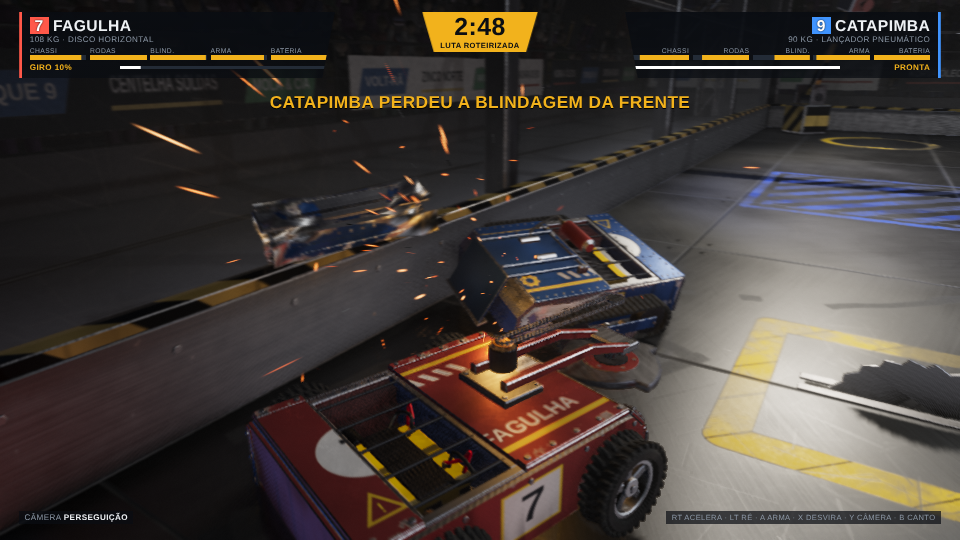 7 FAGULHA
108 KG · DISCO HORIZONTAL
CHASSI RODAS BLIND. ARMA BATERIA
GIRO 10%
2:48
LUTA ROTEIRIZADA
9 CATAPIMBA
90 KG · LANÇADOR PNEUMÁTICO
CHASSI RODAS BLIND. ARMA BATERIA
PRONTA
CATAPIMBA PERDEU A BLINDAGEM DA FRENTE
QUE 9
CENTELHA SOLDAS
FAGULHA
7
CÂMERA PERSEGUIÇÃO
RT ACELERA · LT RÉ · A ARMA · X DESVIRA · Y CÂMERA · B CANTO